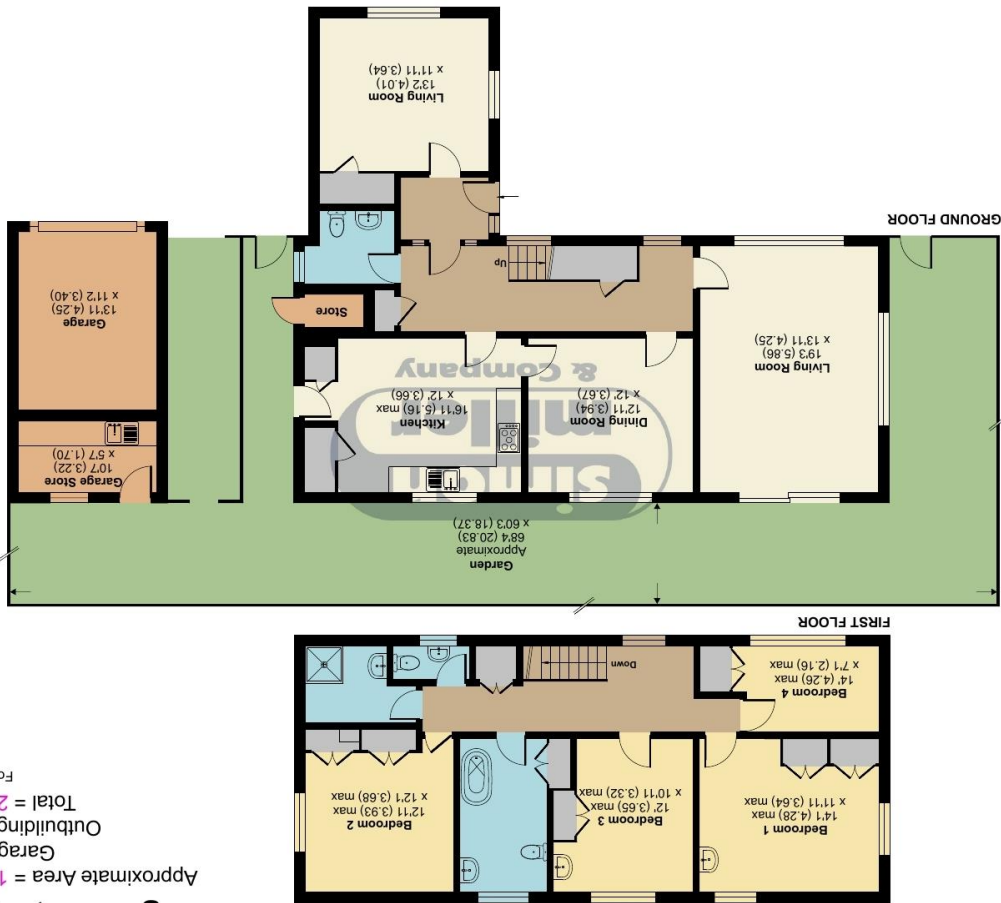 Approximate Area = 1
Garag
Outbuilding
Total = 2
Fo
Bedroom 1
14'1 (4.28) max
x 11'11 (3.64) max
Bedroom 3
12' (3.65) max
x 10'11 (3.32) max
Bedroom 2
12'11 (3.93) max
x 12'1 (3.68) max
Bedroom 4
14' (4.26) max
x 7'1 (2.16) max
Down
FIRST FLOOR
Garden
Approximate
68'4 (20.83)
x 60'3 (18.37)
Garage Store
10'7 (3.22)
x 5'7 (1.70)
simon
miller
& Company
Kitchen
16'11 (5.16) max
x 12' (3.66)
Dining Room
12'11 (3.94)
x 12' (3.67)
Living Room
19'3 (5.86)
x 13'11 (4.25)
Garage
13'11 (4.25)
x 11'2 (3.40)
Store
Up
GROUND FLOOR
Living Room
13'2 (4.01)
x 11'11 (3.64)